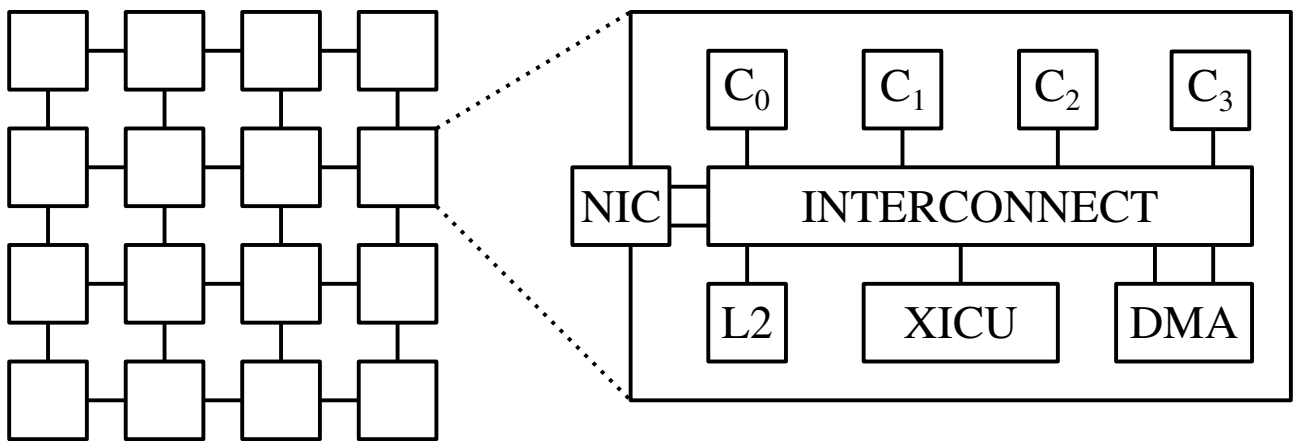 C₀ C₁ C₂ C₃
NIC INTERCONNECT
L2 XICU DMA